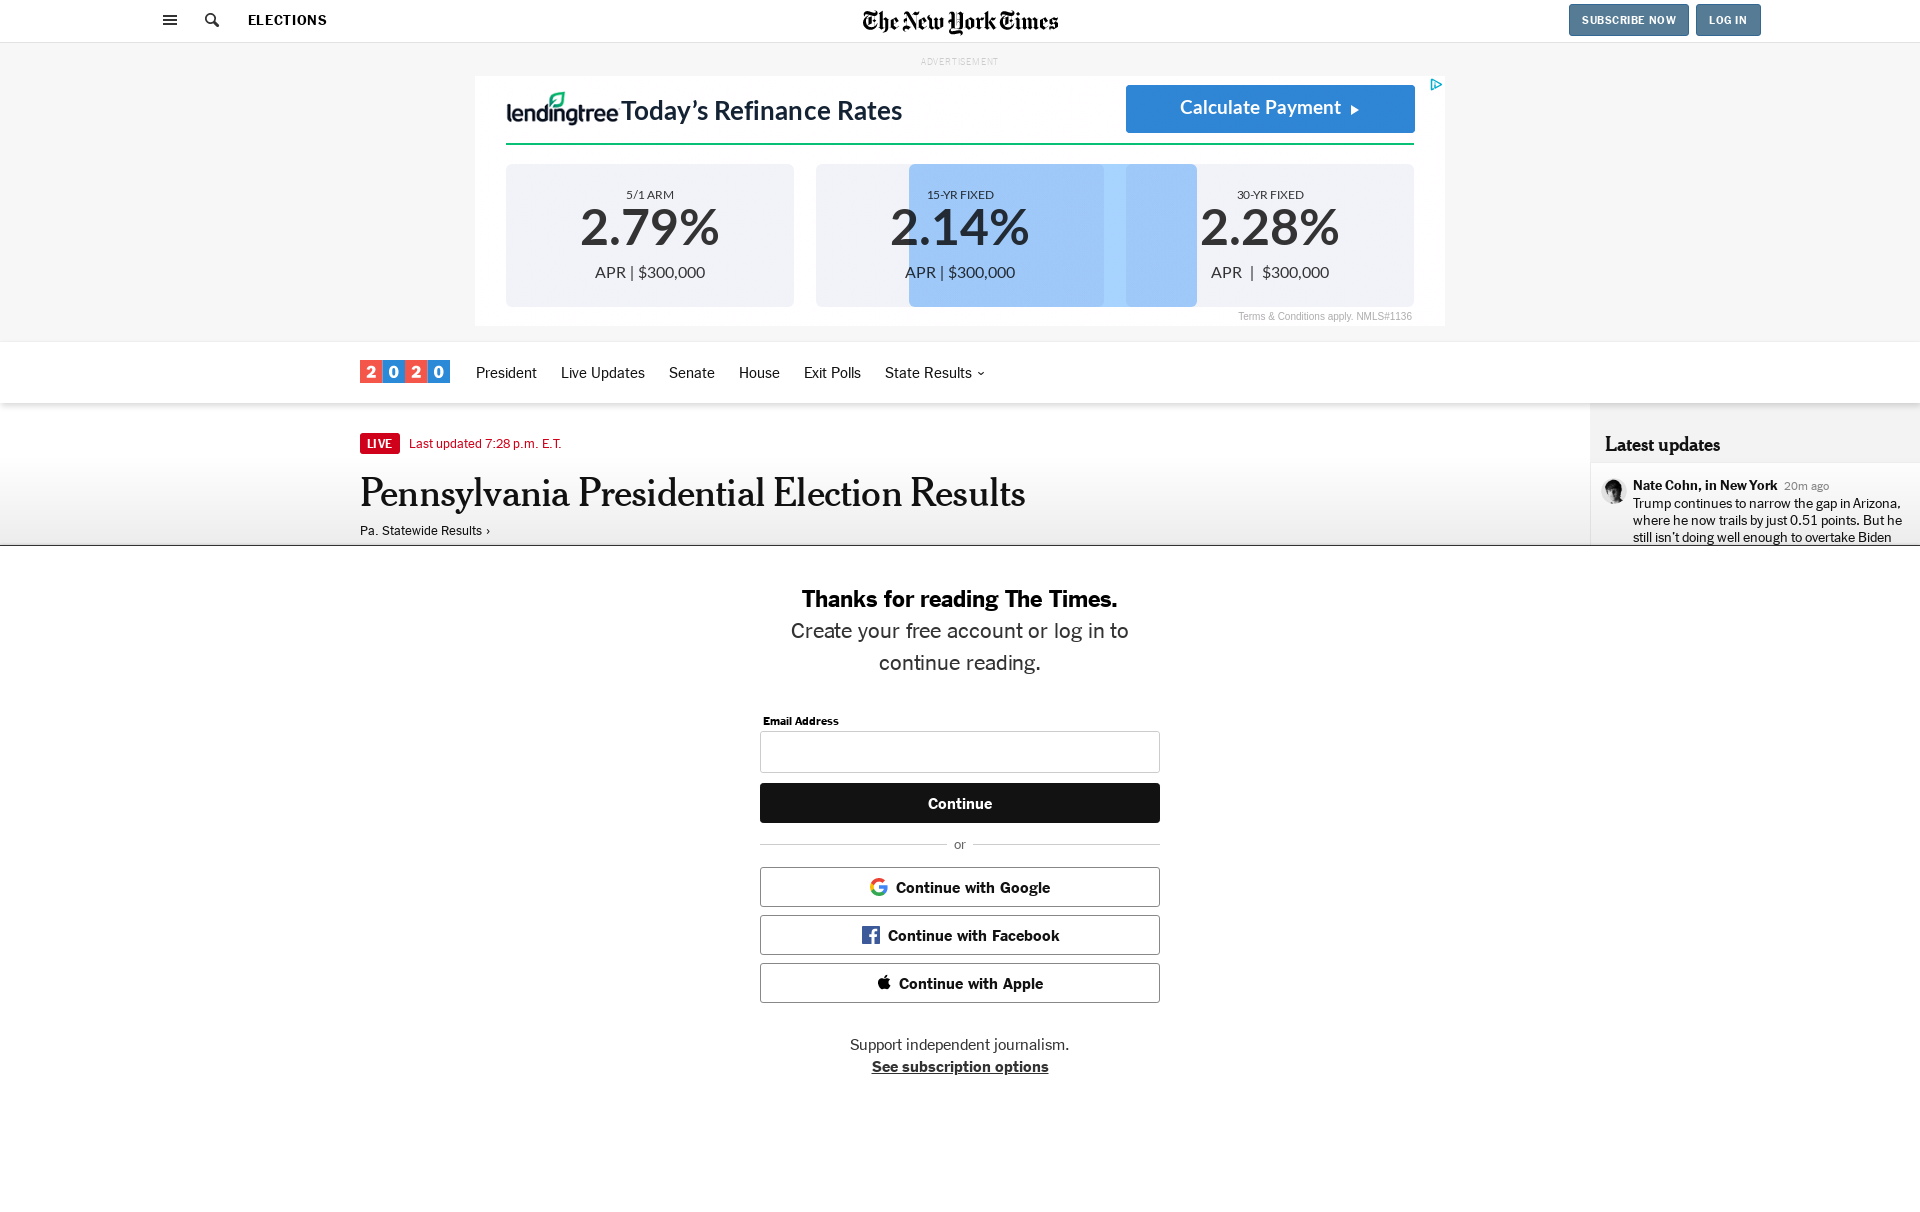 ELECTIONS
The New York Times
SUBSCRIBE NOW
LOG IN
ADVERTISEMENT
lendingtree Today's Refinance Rates
Calculate Payment
5/1 ARM
2.79%
APR | $300,000
15-YR FIXED
2.14%
APR | $300,000
30-YR FIXED
2.28%
APR | $300,000
Terms & Conditions apply. NMLS#1136
2020
President
Live Updates
Senate
House
Exit Polls
State Results
LIVE Last updated 7:28 p.m. E.T.
Pennsylvania Presidential Election Results
Pa. Statewide Results ›
Latest updates
Nate Cohn, in New York 20m ago
Trump continues to narrow the gap in Arizona,
where he now trails by just 0.51 points. But he
still isn't doing well enough to overtake Biden
Thanks for reading The Times.
Create your free account or log in to
continue reading.
Email Address
Continue
or
Continue with Google
Continue with Facebook
Continue with Apple
Support independent journalism.
See subscription options